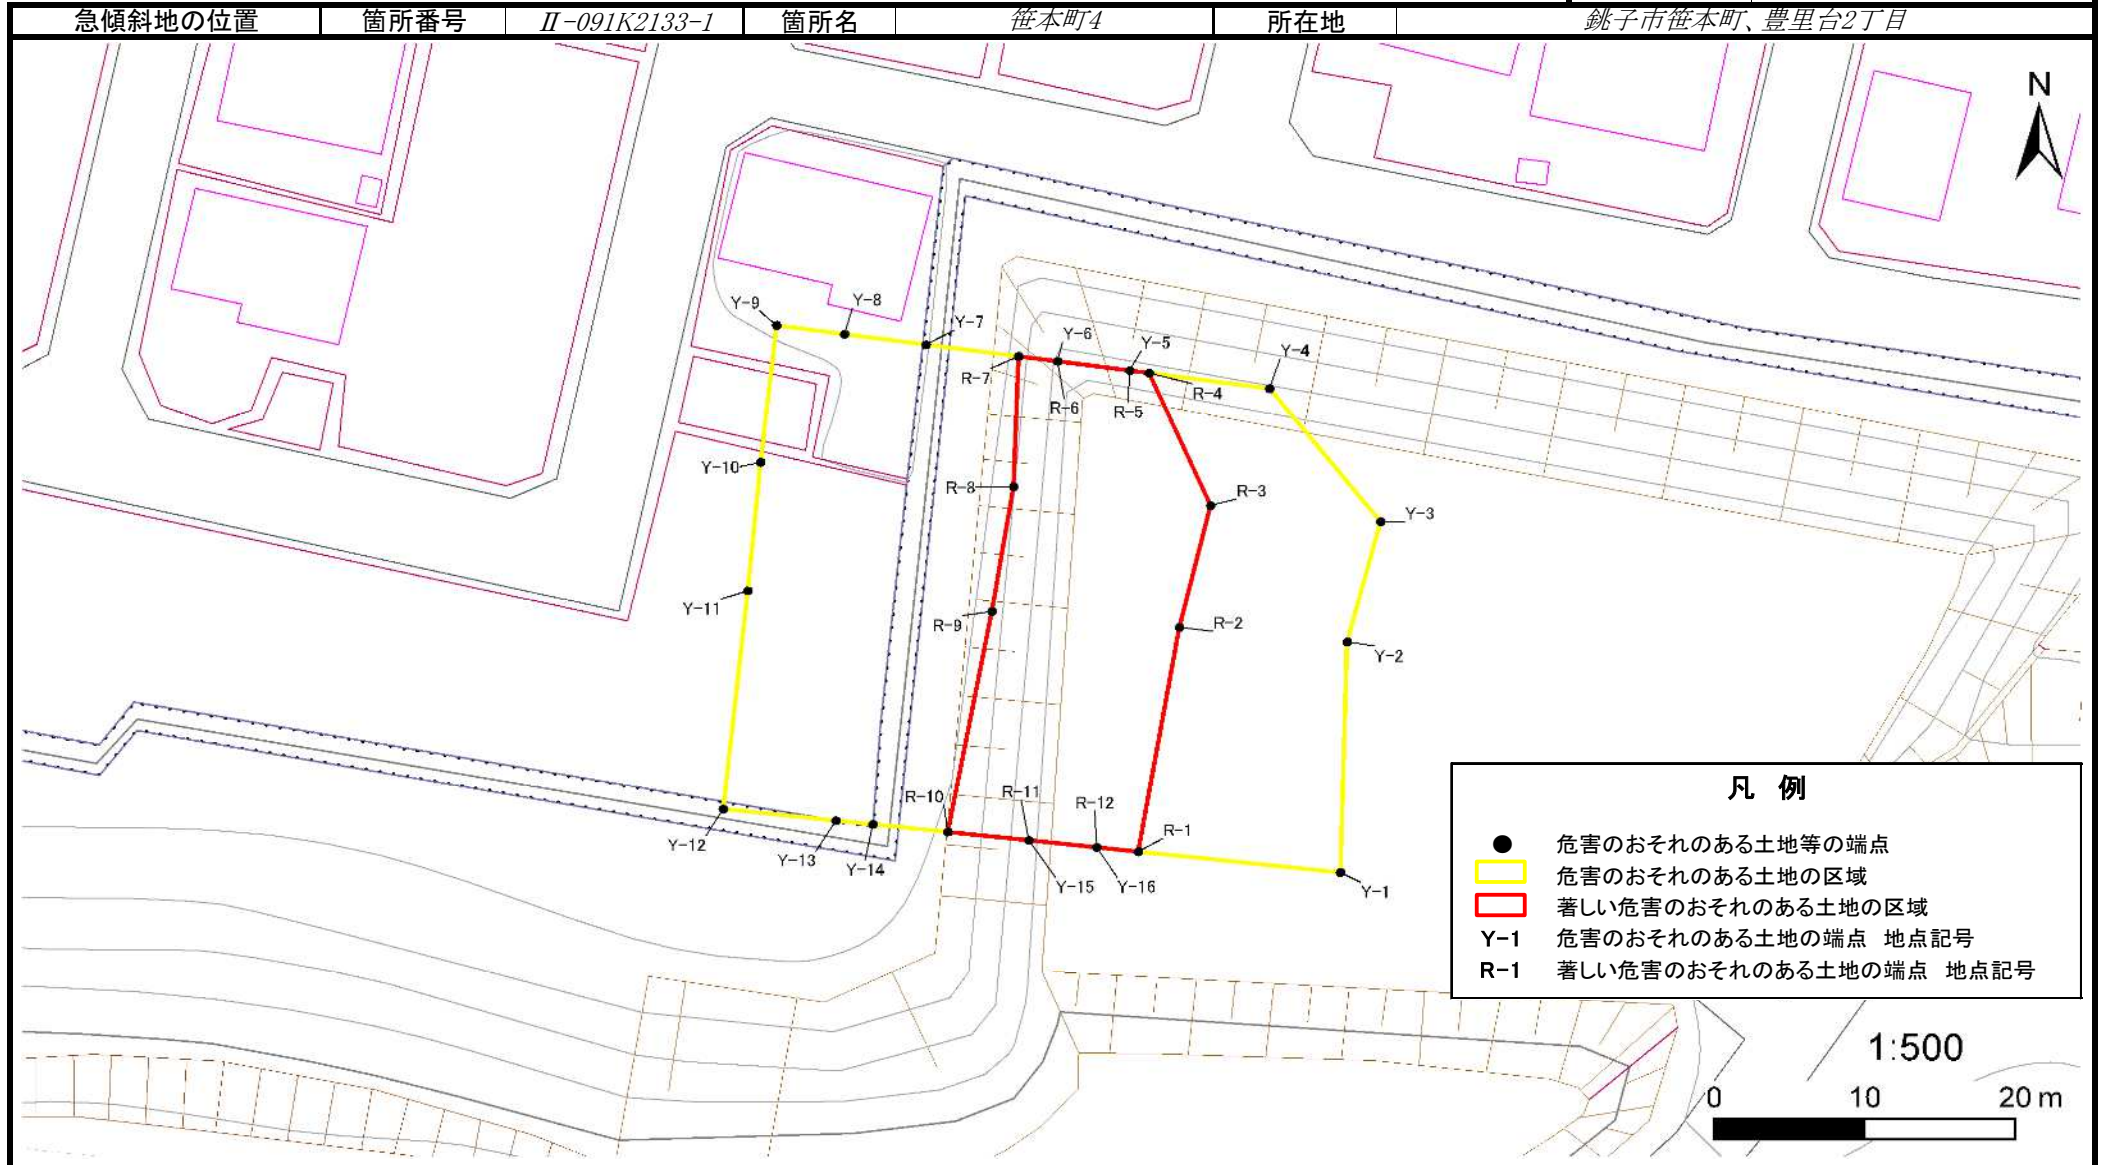 急傾斜地の位置 箇所番号 Ⅱ-091K2133-1 箇所名 笹本町4 所在地 銚子市笹本町、豊里台2丁目
N
Y-9
Y-8
Y-7
Y-6
Y-5
Y-4
R-7
R-6
R-5
R-4
Y-10
R-8
R-3
Y-3
Y-11
R-9
R-2
Y-2
R-10
R-11
R-12
R-1
Y-12
Y-13
Y-14
Y-15
Y-16
Y-1
凡 例
危害のおそれのある土地等の端点
危害のおそれのある土地の区域
著しい危害のおそれのある土地の区域
Y-1 危害のおそれのある土地の端点 地点記号
R-1 著しい危害のおそれのある土地の端点 地点記号
1:500
0 10 20 m